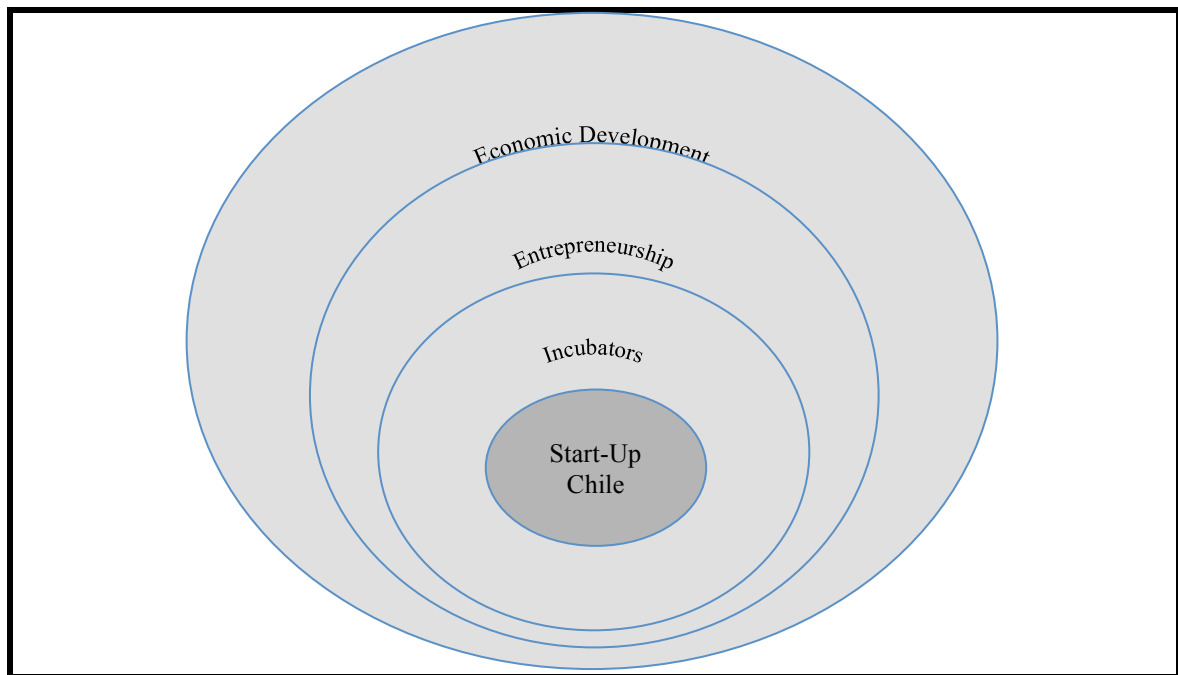 Economic Development
Entrepreneurship
Incubators
Start-Up
Chile